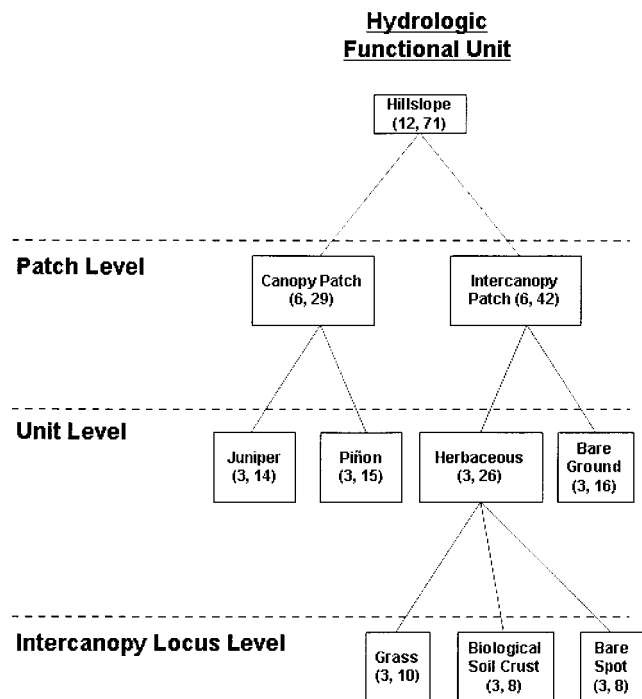 Hydrologic
Functional Unit
Hillslope
(12, 71)
Patch Level
Canopy Patch
(6, 29)
Intercanopy
Patch (6, 42)
Unit Level
Juniper
(3, 14)
Piñon
(3, 15)
Herbaceous
(3, 26)
Bare
Ground
(3, 16)
Intercanopy Locus Level
Grass
(3, 10)
Biological
Soil Crust
(3, 8)
Bare
Spot
(3, 8)